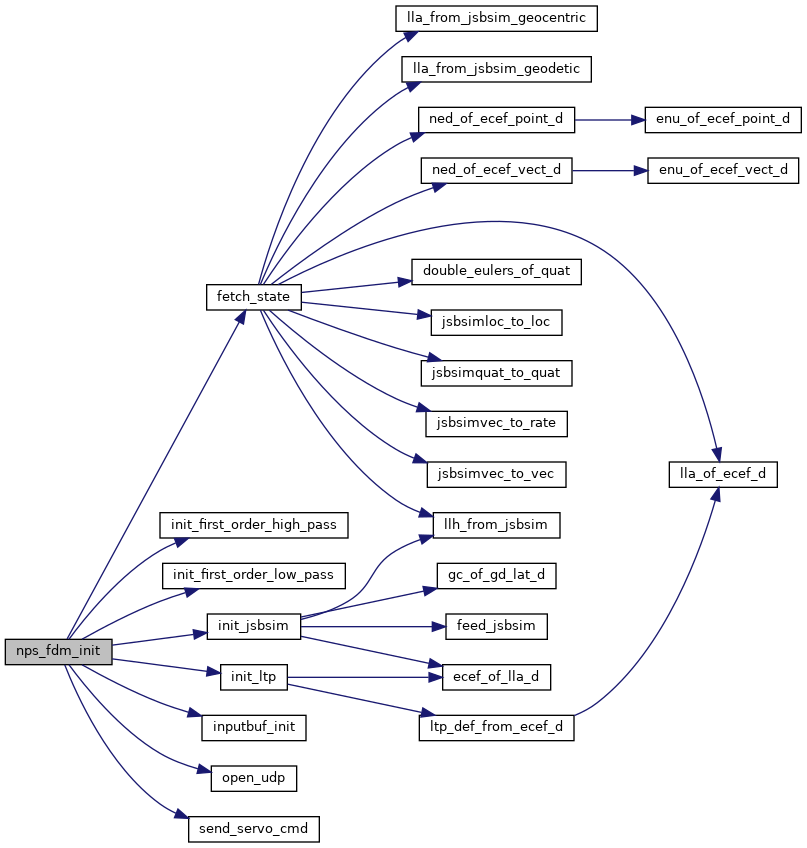 lla_from_jsbsim_geocentric
lla_from_jsbsim_geodetic
ned_of_ecef_point_d
enu_of_ecef_point_d
ned_of_ecef_vect_d
enu_of_ecef_vect_d
double_eulers_of_quat
fetch_state
jsbsimloc_to_loc
jsbsimquat_to_quat
jsbsimvec_to_rate
jsbsimvec_to_vec
lla_of_ecef_d
init_first_order_high_pass
llh_from_jsbsim
init_first_order_low_pass
gc_of_gd_lat_d
init_jsbsim
feed_jsbsim
nps_fdm_init
init_ltp
ecef_of_lla_d
inputbuf_init
ltp_def_from_ecef_d
open_udp
send_servo_cmd